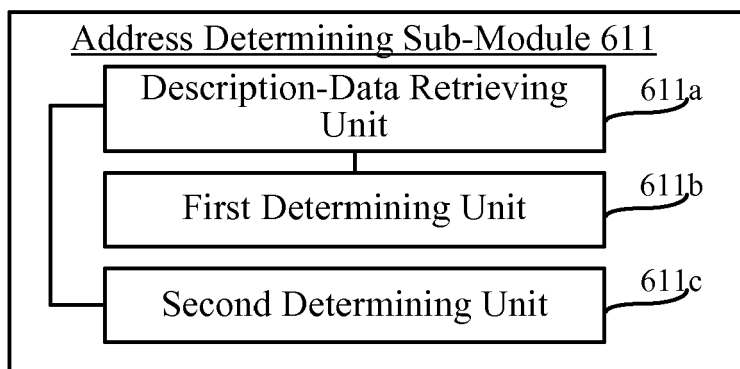 Address Determining Sub-Module 611
Description-Data Retrieving
Unit
611a
First Determining Unit
611b
Second Determining Unit
611c